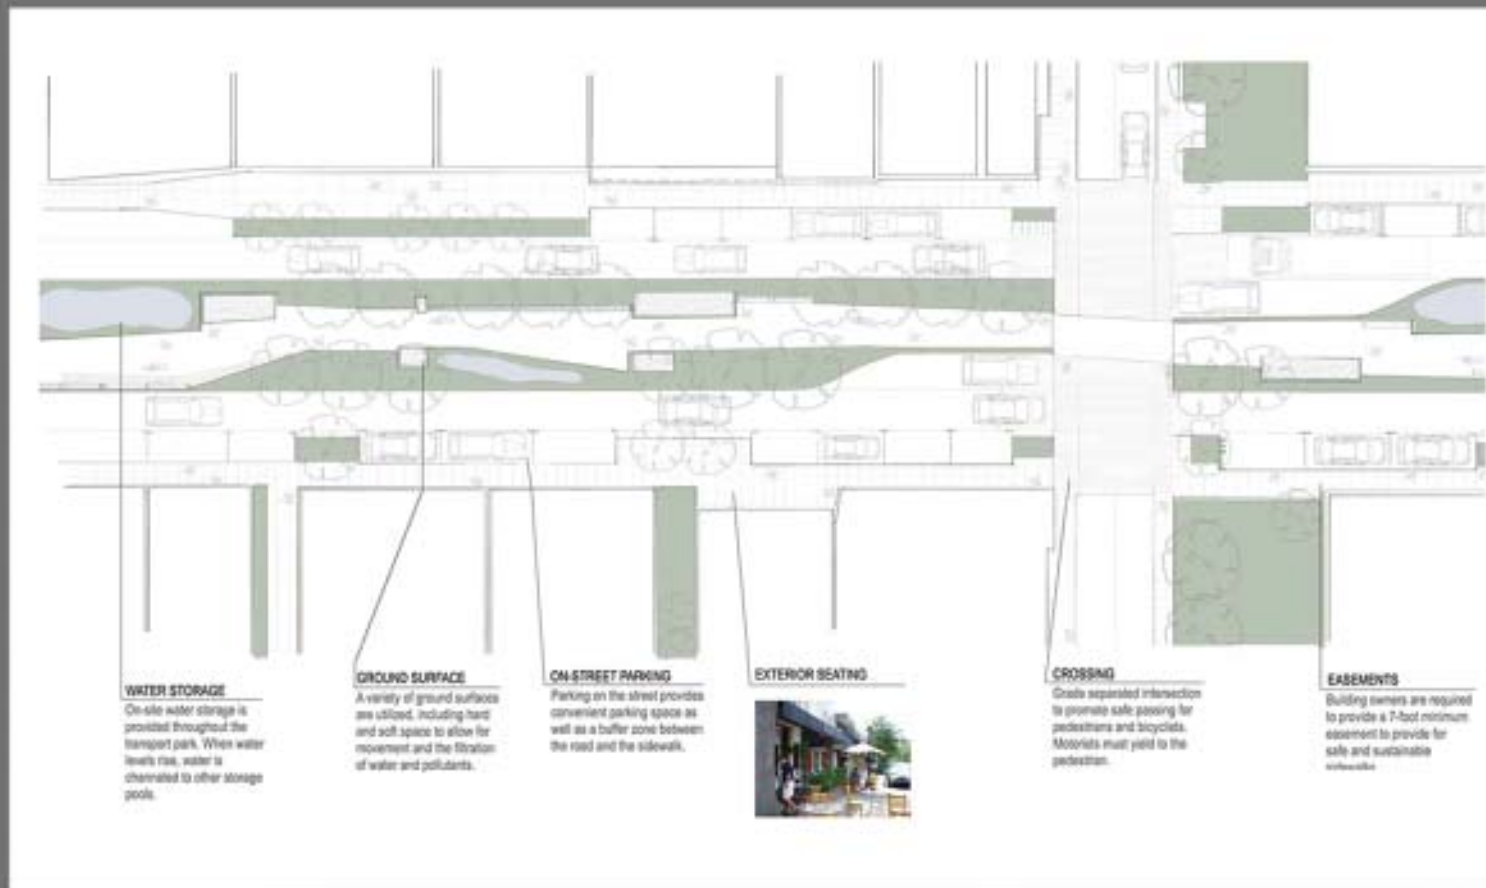 WATER STORAGE
On-site water storage is
provided throughout the
transport park. When water
levels rise, water is
channeled to other storage
pools.
GROUND SURFACE
A variety of ground surfaces
are utilized, including hard
and soft space to allow for
movement and the filtration
of water and pollutants.
ON-STREET PARKING
Parking on the street provides
convenient parking space as
well as a buffer zone between
the road and the sidewalk.
EXTERIOR SEATING
CROSSING
Grade separated intersection
to promote safe passing for
pedestrians and bicyclists.
Motorists must yield to the
pedestrian.
EASEMENTS
Building owners are required
to provide a 7-foot minimum
easement to provide for
safe and sustainable
sidewalks